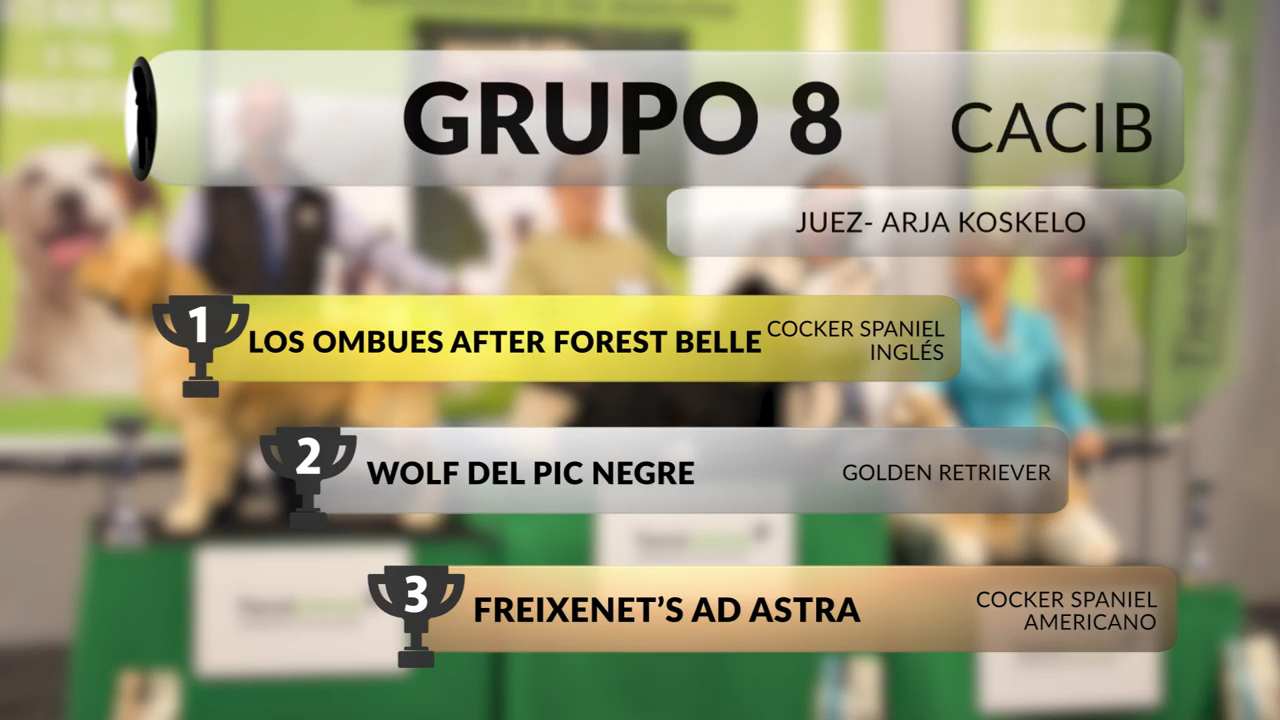 GRUPO 8 CACIB
JUEZ- ARJA KOSKELO
1 LOS OMBUES AFTER FOREST BELLE COCKER SPANIEL
INGLÉS
2 WOLF DEL PIC NEGRE GOLDEN RETRIEVER
3 FREIXENET’S AD ASTRA COCKER SPANIEL
AMERICANO